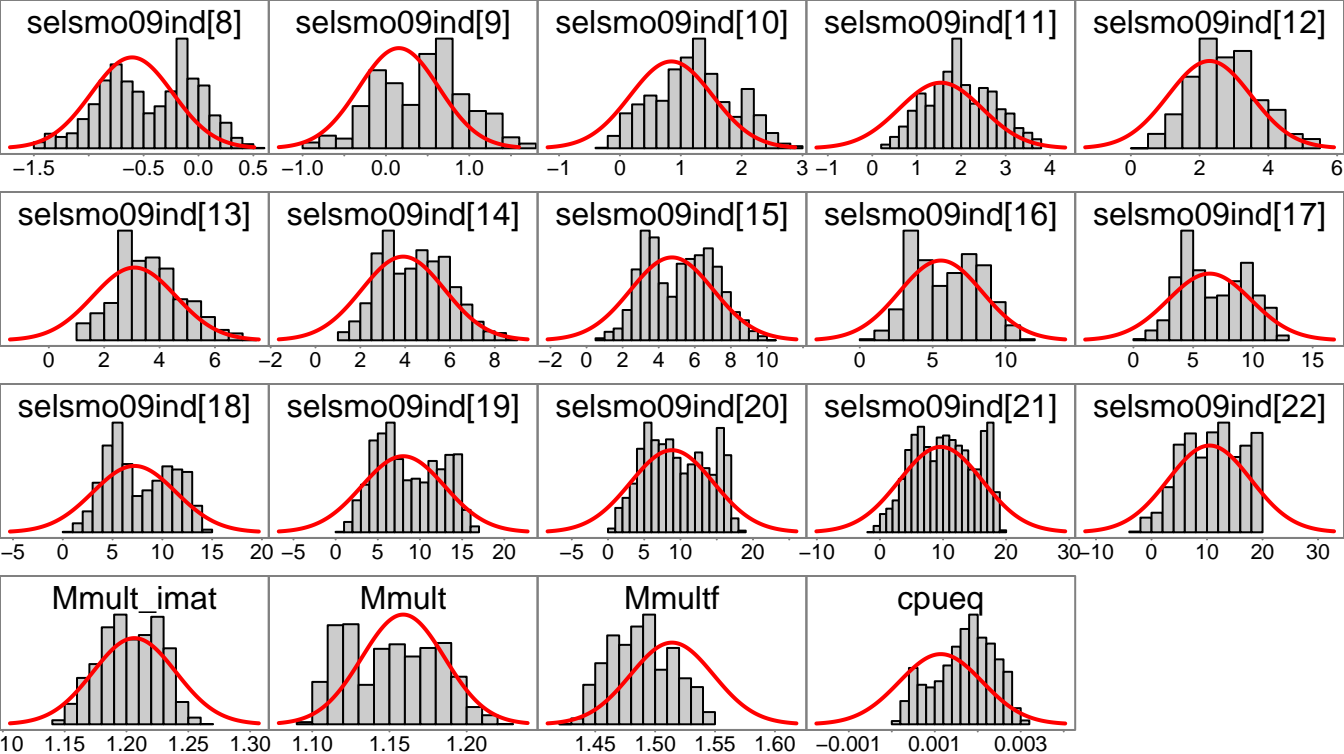 selsmo09ind[8] selsmo09ind[9] selsmo09ind[10] selsmo09ind[11] selsmo09ind[12]
−1.5 −0.5 0.0 0.5 −1.0 0.0 1.0 −1 0 1 2 3 −1 0 1 2 3 4 0 2 4 6
selsmo09ind[13] selsmo09ind[14] selsmo09ind[15] selsmo09ind[16] selsmo09ind[17]
0 2 4 6 −2 0 2 4 6 8 −2 0 2 4 6 8 10 0 5 10 0 5 10 15
selsmo09ind[18] selsmo09ind[19] selsmo09ind[20] selsmo09ind[21] selsmo09ind[22]
−5 0 5 10 15 20 −5 0 5 10 15 20 −5 0 5 10 20 −10 0 10 20 30 −10 0 10 20 30
Mmult_imat Mmult Mmultf cpueq
10 1.15 1.20 1.25 1.30 1.10 1.15 1.20 1.45 1.50 1.55 1.60 −0.001 0.001 0.003